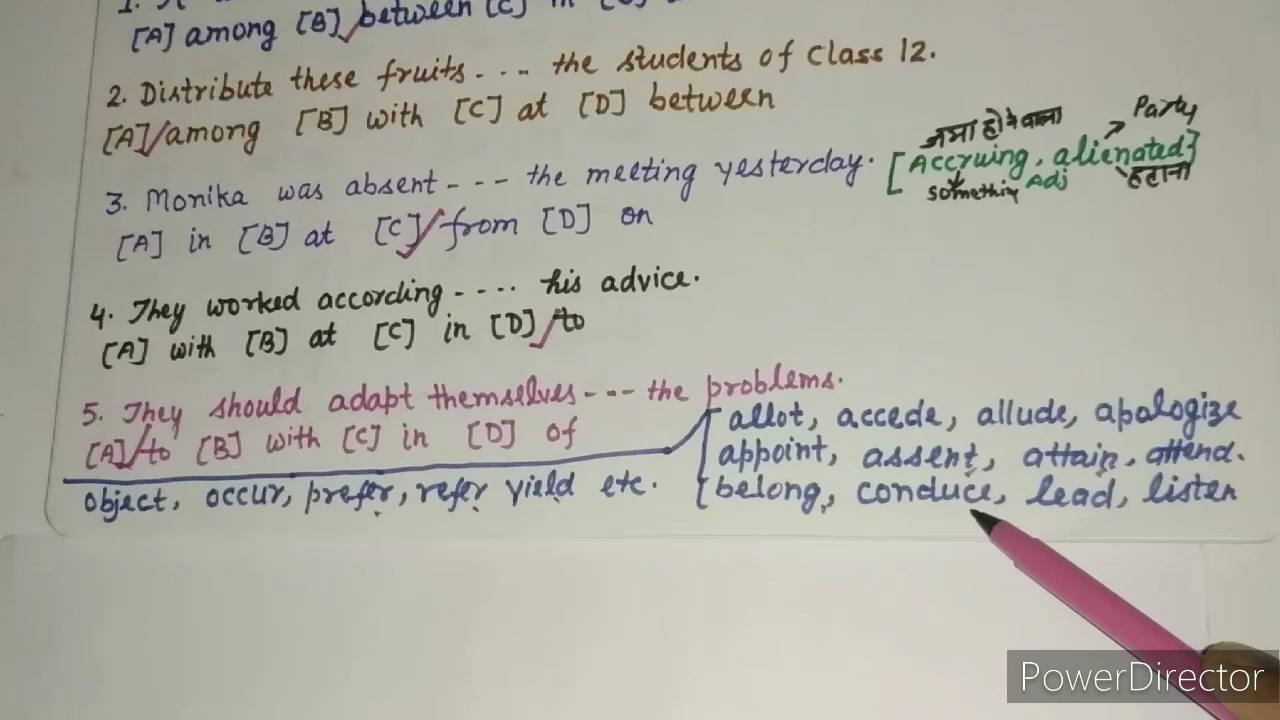 [A] among [B] between [C] in
2. Distribute these fruits.... the students of Class 12.
[A] among [B] with [C] at [D] between
3. Monika was absent---- the meeting yesterday. [Accruing, alienated}
जमा होने वाला Party
something Adj हटाना
[A] in [B] at [C] from [D] on
4. They worked according.... his advice.
[A] with [B] at [C] in [D] to
5. They should adapt themselves--- the problems.
[A] to [B] with [C] in [D] of
object, occur, prefer, refer yield etc.
allot, accede, allude, apalogize
appoint, assent, attain, attend.
belong, conduce, lead, listen
PowerDirector